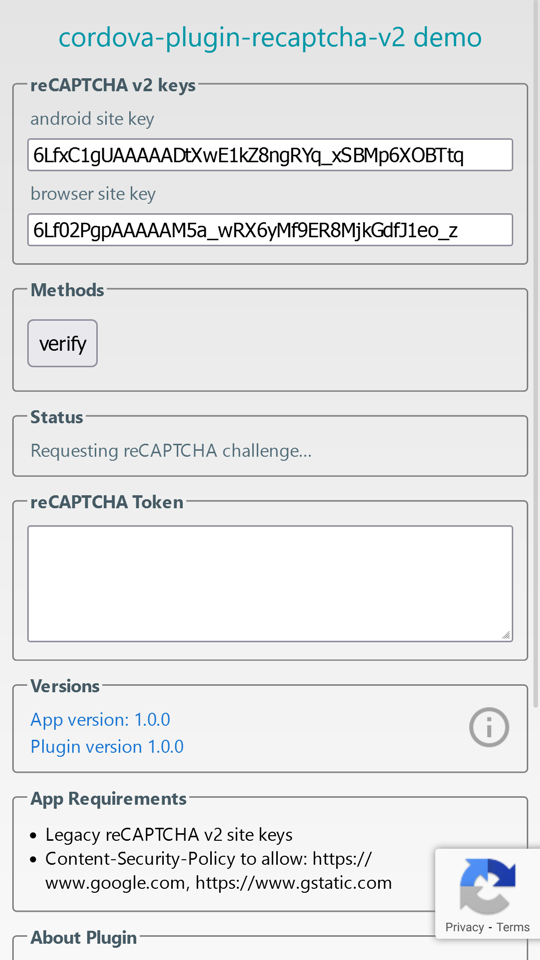 cordova-plugin-recaptcha-v2 demo
reCAPTCHA v2 keys
android site key
6LfxC1gUAAAAADtXwE1kZ8ngRYq_xSBMp6XOBTtq
browser site key
6Lf02PgpAAAAAM5a_wRX6yMf9ER8MjkGdfJ1eo_z
Methods
verify
Status
Requesting reCAPTCHA challenge...
reCAPTCHA Token
Versions
App version: 1.0.0
Plugin version 1.0.0
App Requirements
• Legacy reCAPTCHA v2 site keys
• Content-Security-Policy to allow: https://
www.google.com, https://www.gstatic.com
Privacy - Terms
About Plugin